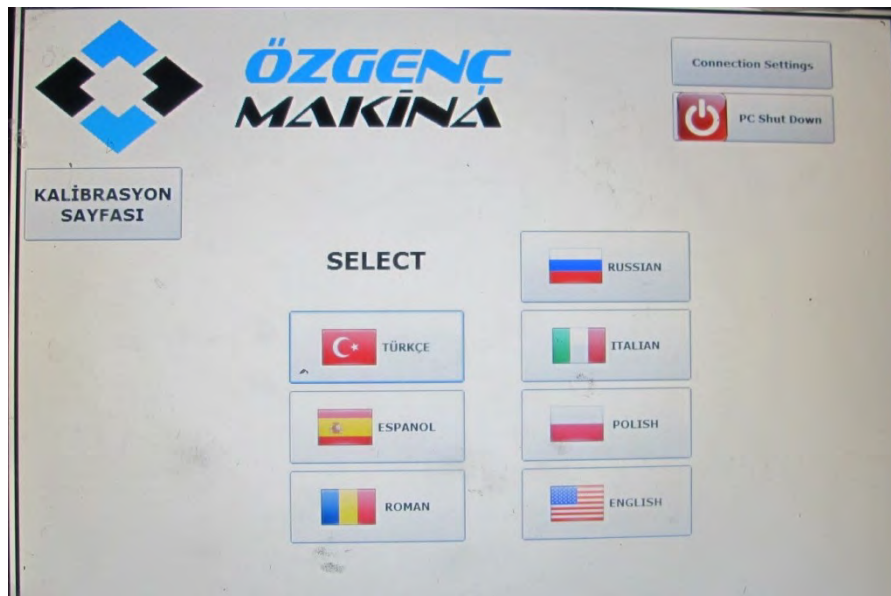 ÖZGENÇ
MAKİNA
Connection Settings
PC Shut Down
KALİBRASYON
SAYFASI
SELECT
RUSSIAN
TÜRKÇE
ITALIAN
ESPANOL
POLISH
ROMAN
ENGLISH